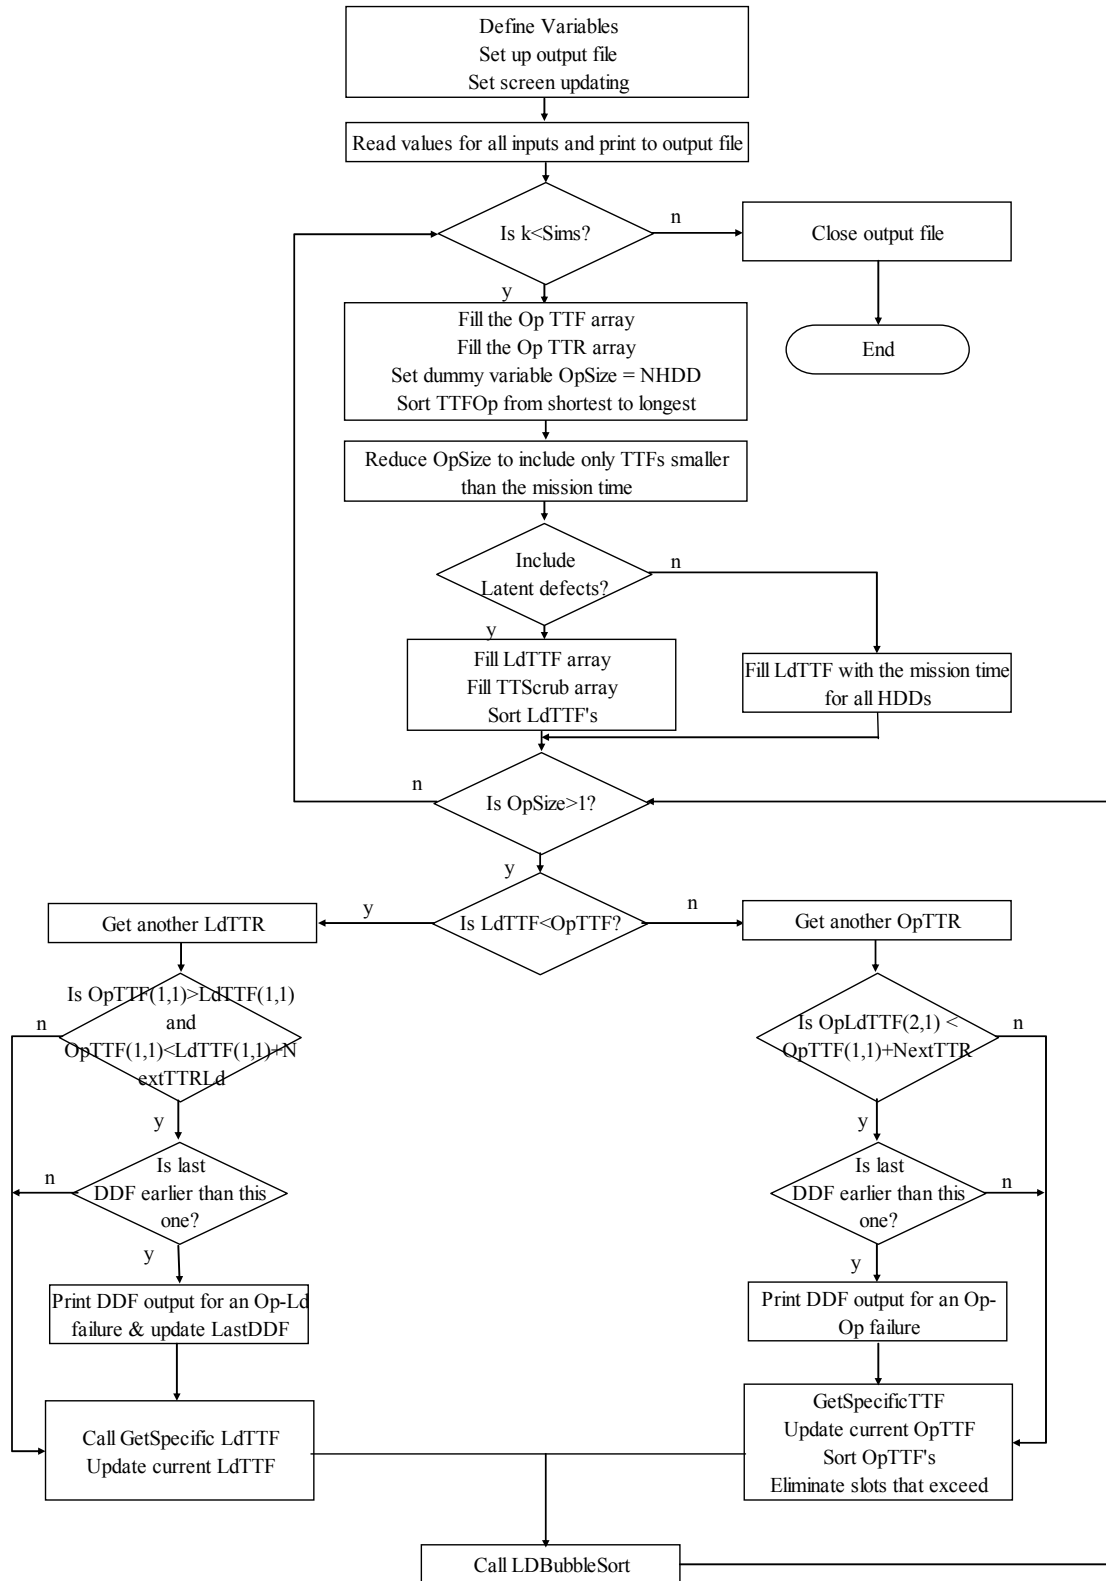 Define Variables
Set up output file
Set screen updating
Read values for all inputs and print to output file
Is k<Sims?
n
Close output file
y
End
Fill the Op TTF array
Fill the Op TTR array
Set dummy variable OpSize = NHDD
Sort TTFOp from shortest to longest
Reduce OpSize to include only TTFs smaller
than the mission time
Include
Latent defects?
n
y
Fill LdTTF array
Fill TTScrub array
Sort LdTTF's
Fill LdTTF with the mission time
for all HDDs
n
Is OpSize>1?
y
Is LdTTF<OpTTF?
y
n
Get another LdTTR
Get another OpTTR
Is OpTTF(1,1)>LdTTF(1,1)
and
OpTTF(1,1)<LdTTF(1,1)+N
extTTRLd
n
y
Is OpLdTTF(2,1) <
OpTTF(1,1)+NextTTR
n
y
Is last
DDF earlier than this
one?
n
y
Is last
DDF earlier than this
one?
n
y
Print DDF output for an Op-Ld
failure & update LastDDF
Print DDF output for an Op-
Op failure
Call GetSpecific LdTTF
Update current LdTTF
GetSpecificTTF
Update current OpTTF
Sort OpTTF's
Eliminate slots that exceed
Call LDBubbleSort